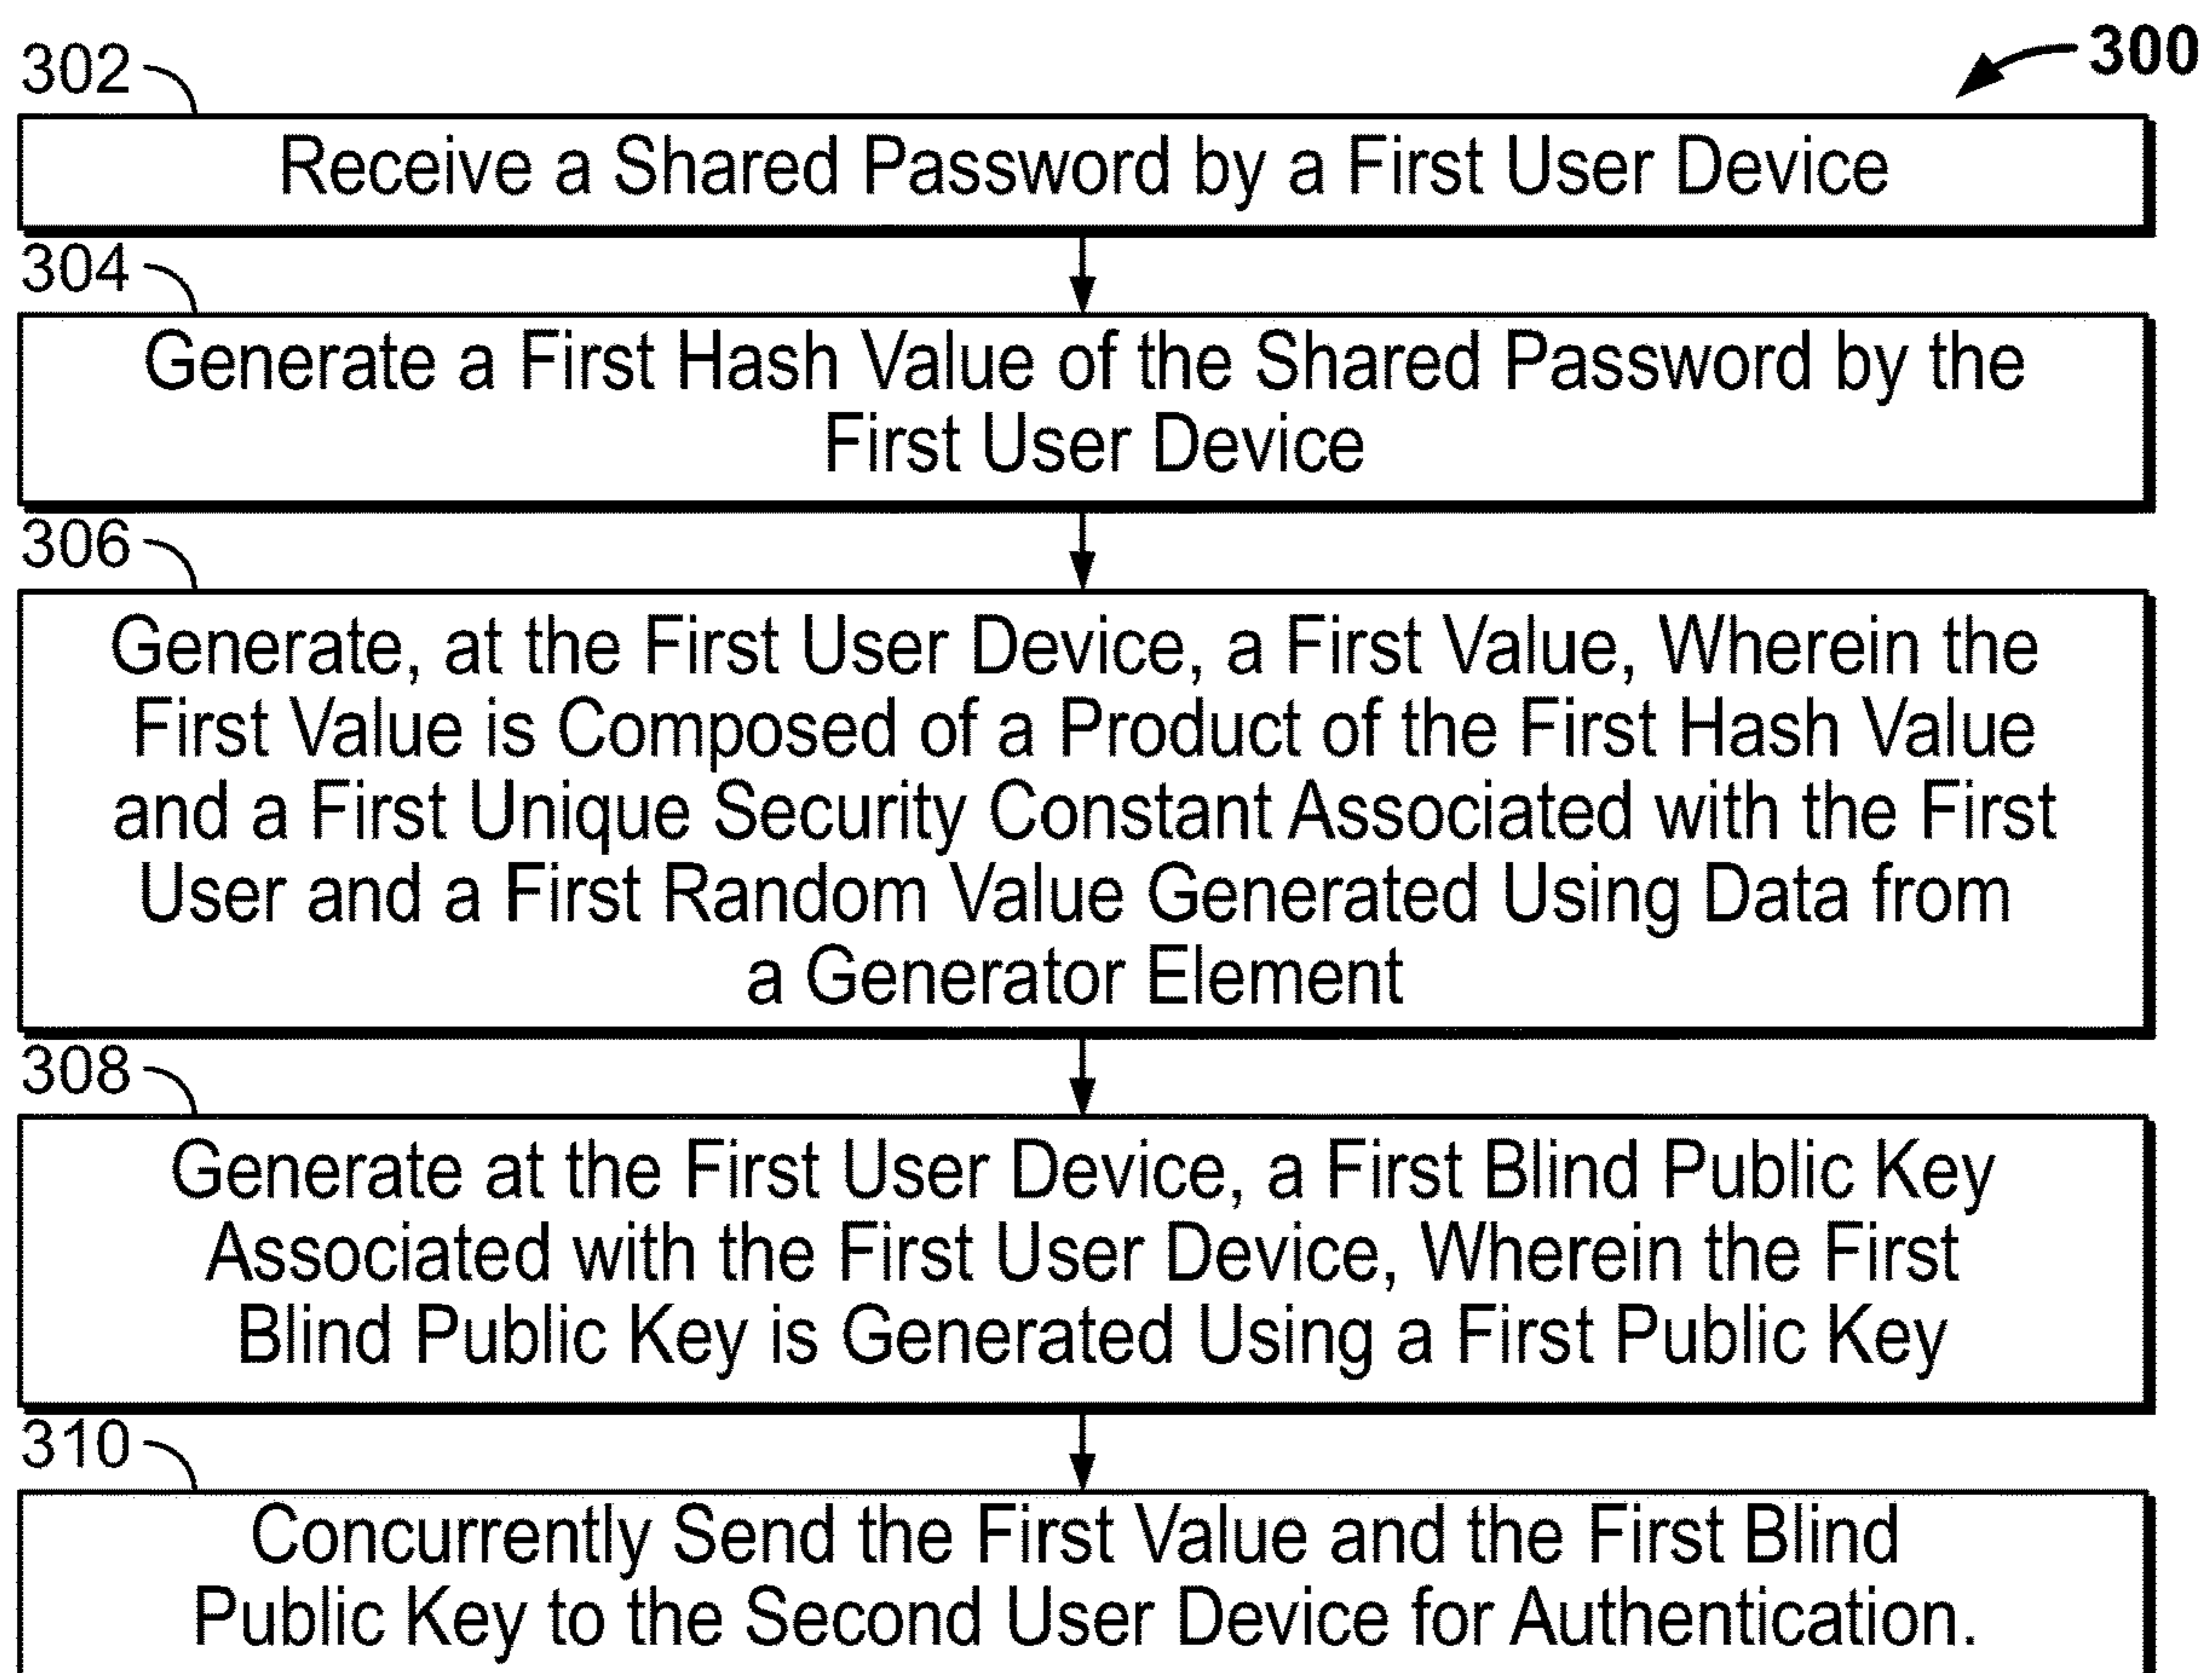 300
302
Receive a Shared Password by a First User Device
304
Generate a First Hash Value of the Shared Password by the
First User Device
306
Generate, at the First User Device, a First Value, Wherein the
First Value is Composed of a Product of the First Hash Value
and a First Unique Security Constant Associated with the First
User and a First Random Value Generated Using Data from
a Generator Element
308
Generate at the First User Device, a First Blind Public Key
Associated with the First User Device, Wherein the First
Blind Public Key is Generated Using a First Public Key
310
Concurrently Send the First Value and the First Blind
Public Key to the Second User Device for Authentication.